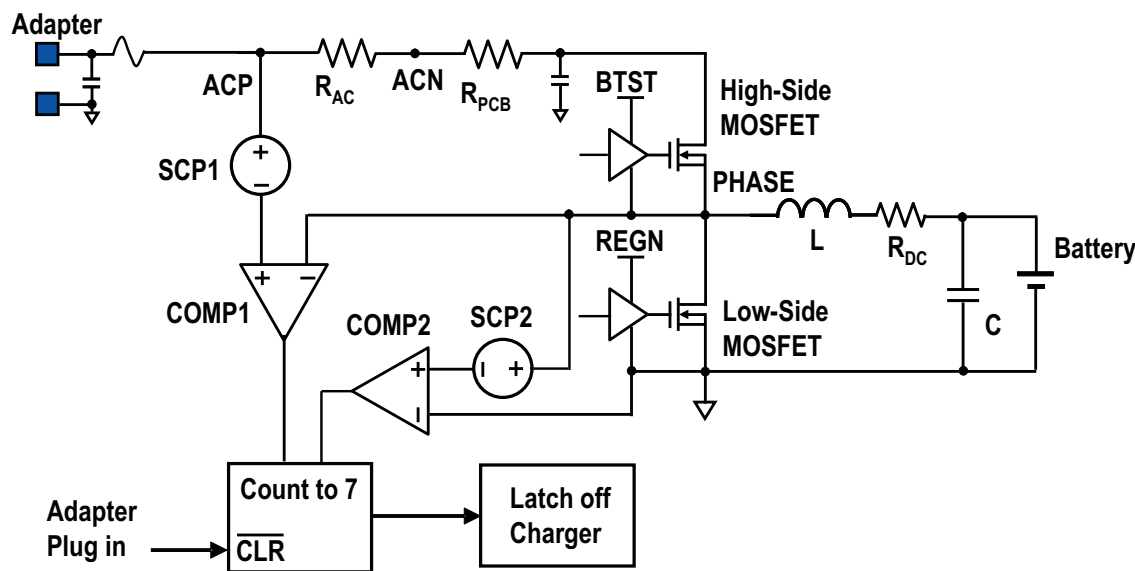 Adapter
ACP
R_AC
ACN
R_PCB
BTST
High-Side
MOSFET
SCP1
+
−
PHASE
+ −
COMP1
REGN
L
R_DC
Battery
COMP2
SCP2
+
−
− +
Low-Side
MOSFET
C
Count to 7
CLR
Adapter
Plug in
Latch off
Charger